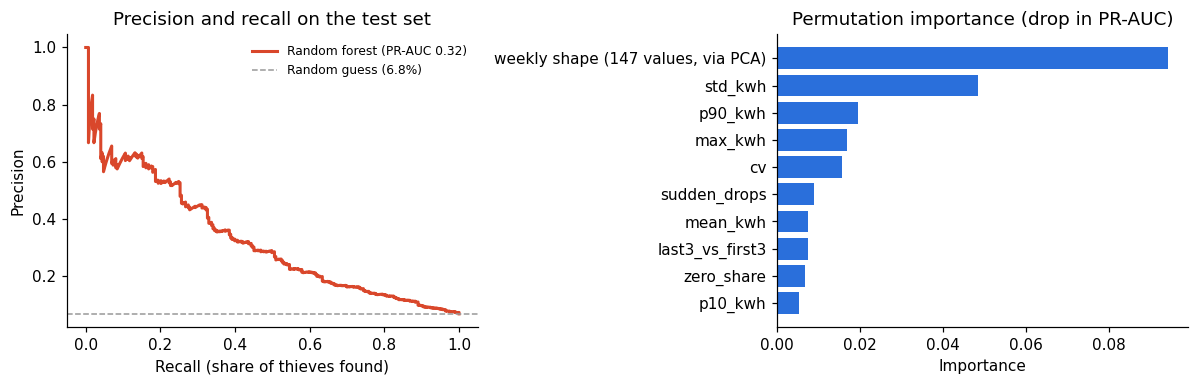 Precision and recall on the test set
Precision
1.0
0.8
0.6
0.4
0.2
Random forest (PR-AUC 0.32)
Random guess (6.8%)
0.0 0.2 0.4 0.6 0.8 1.0
Recall (share of thieves found)
Permutation importance (drop in PR-AUC)
weekly shape (147 values, via PCA)
std_kwh
p90_kwh
max_kwh
cv
sudden_drops
mean_kwh
last3_vs_first3
zero_share
p10_kwh
0.00 0.02 0.04 0.06 0.08
Importance